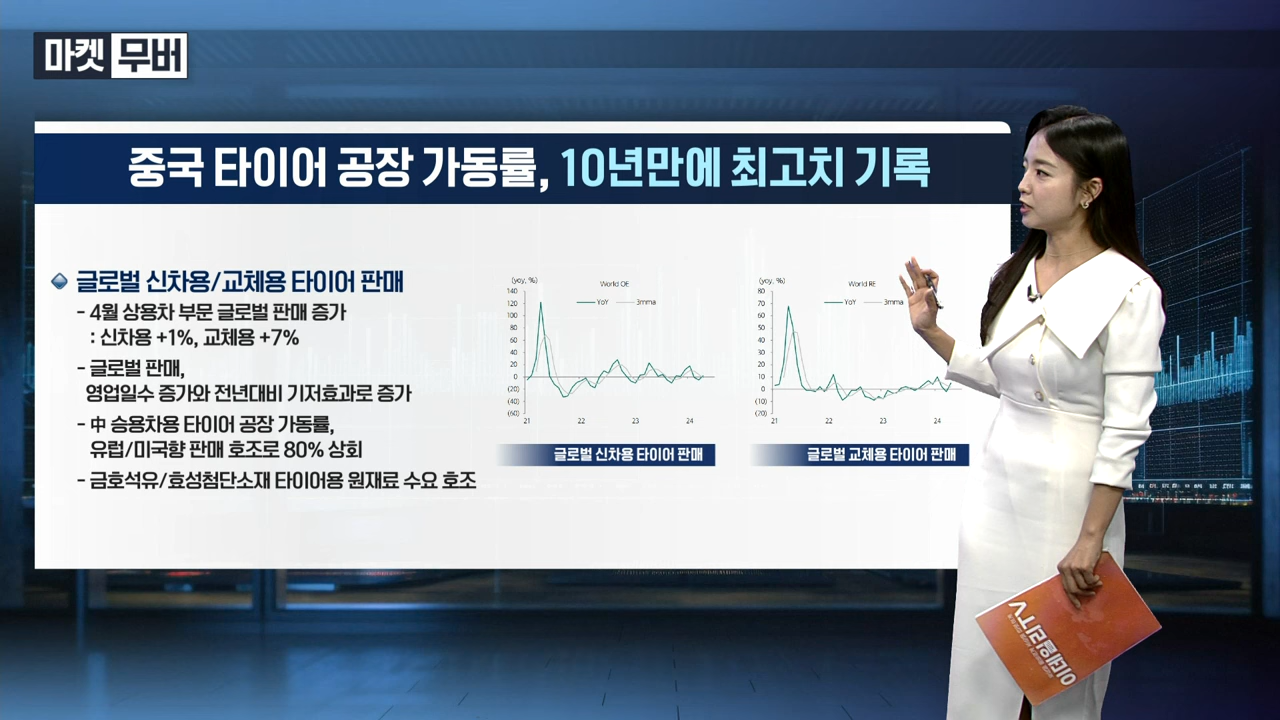 마켓무버
중국 타이어 공장 가동률, 10년만에 최고치 기록
글로벌 신차용/교체용 타이어 판매
- 4월 상용차 부문 글로벌 판매 증가
: 신차용 +1%, 교체용 +7%
- 글로벌 판매,
영업일수 증가와 전년대비 기저효과로 증가
- 中 승용차용 타이어 공장 가동률,
유럽/미국향 판매 호조로 80% 상회
- 금호석유/효성첨단소재 타이어용 원재료 수요 호조
(yoy, %)
World OE
YoY
3mma
140
120
100
80
60
40
20
0
(20)
(40)
(60)
21 22 23 24
글로벌 신차용 타이어 판매
(yoy, %)
World RE
YoY
3mma
80
70
60
50
40
30
20
10
0
(10)
(20)
21 22 23 24
글로벌 교체용 타이어 판매
이데일리TV